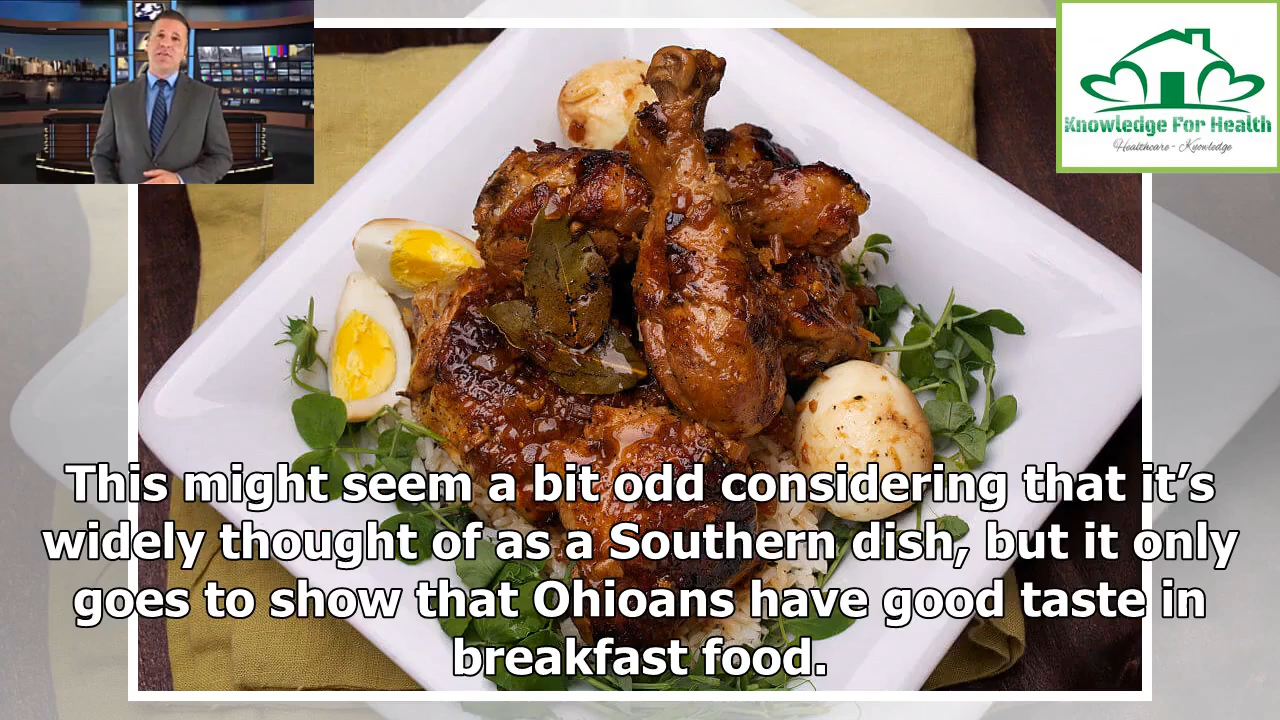 Knowledge For Health
Healthcare - Knowledge
This might seem a bit odd considering that it’s
widely thought of as a Southern dish, but it only
goes to show that Ohioans have good taste in
breakfast food.